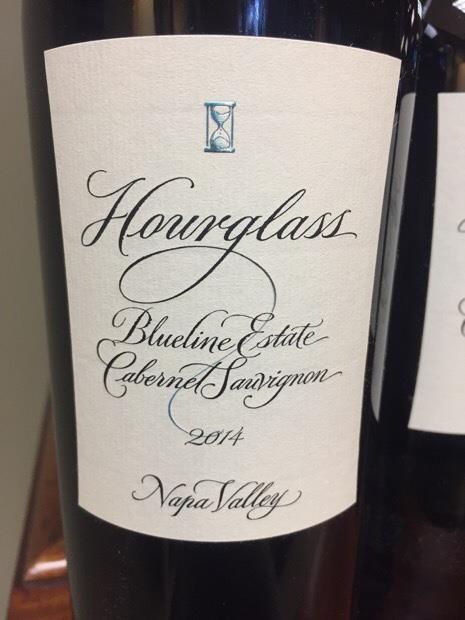 Hourglass
Blueline Estate
Cabernet Sauvignon
2014
Napa Valley